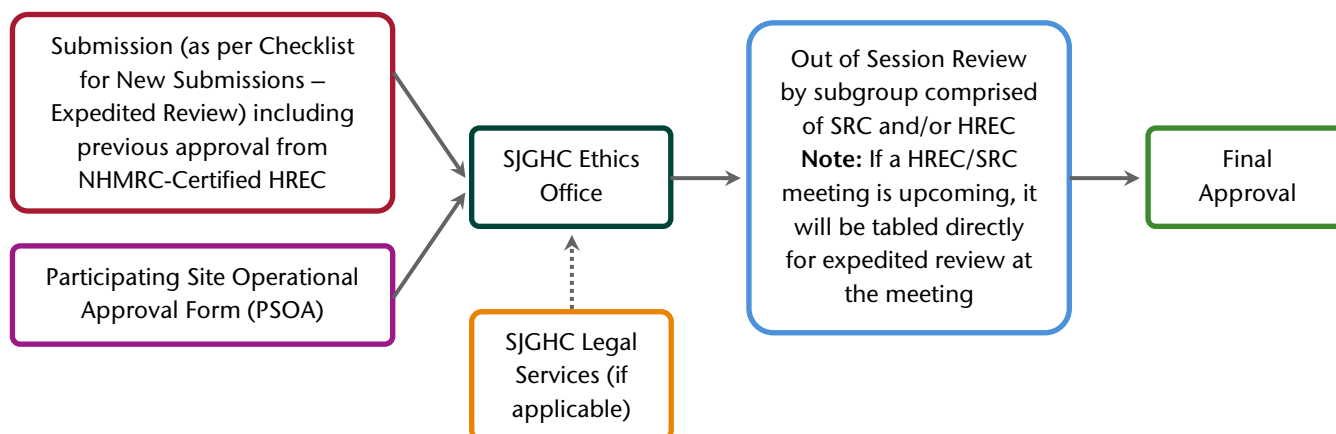 Submission (as per Checklist
for New Submissions –
Expedited Review) including
previous approval from
NHMRC-Certified HREC
Participating Site Operational
Approval Form (PSOA)
SJGHC Ethics
Office
SJGHC Legal
Services (if
applicable)
Out of Session Review
by subgroup comprised
of SRC and/or HREC
Note: If a HREC/SRC
meeting is upcoming, it
will be tabled directly
for expedited review at
the meeting
Final
Approval